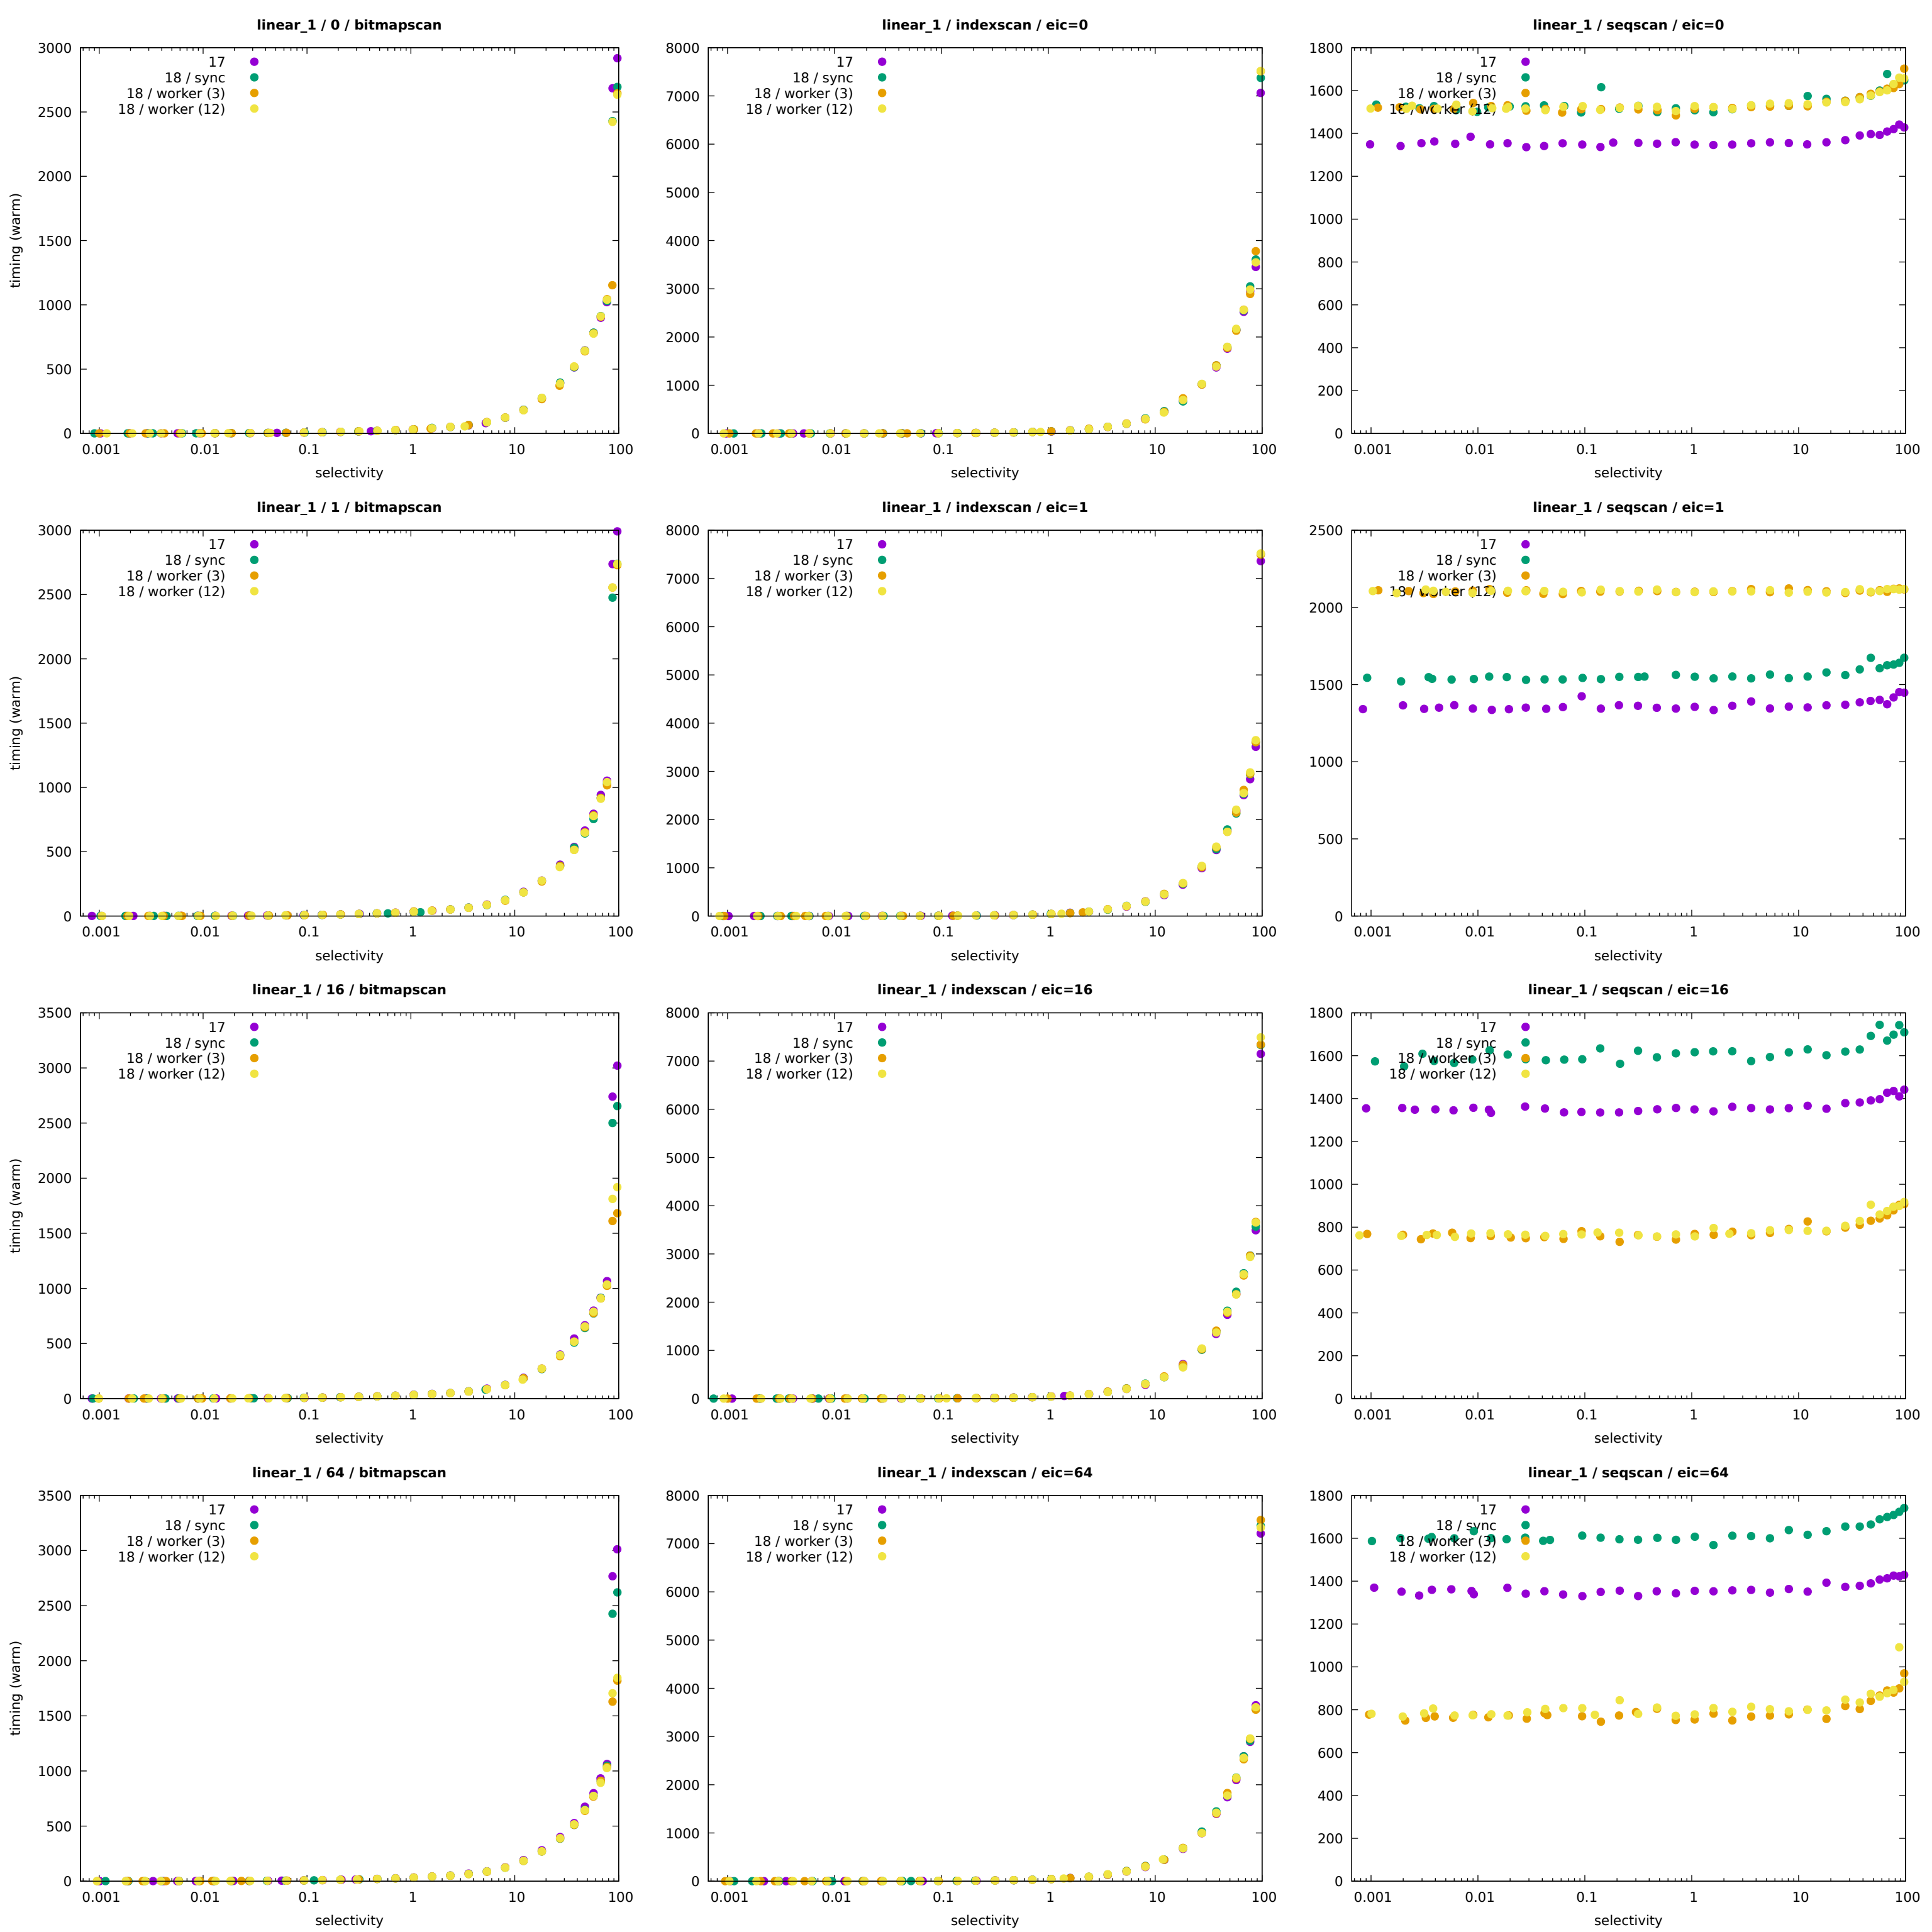 linear_1 / 0 / bitmapscan
3000
2500
2000
1500
1000
500
0
timing (warm)
17
18 / sync
18 / worker (3)
18 / worker (12)
0.001 0.01 0.1 1 10 100
selectivity
linear_1 / indexscan / eic=0
8000
7000
6000
5000
4000
3000
2000
1000
0
17
18 / sync
18 / worker (3)
18 / worker (12)
0.001 0.01 0.1 1 10 100
selectivity
linear_1 / seqscan / eic=0
1800
1600
1400
1200
1000
800
600
400
200
0
17
18 / sync
18 / worker (3)
18 / worker (12)
0.001 0.01 0.1 1 10 100
selectivity
linear_1 / 1 / bitmapscan
3000
2500
2000
1500
1000
500
0
timing (warm)
17
18 / sync
18 / worker (3)
18 / worker (12)
0.001 0.01 0.1 1 10 100
selectivity
linear_1 / indexscan / eic=1
8000
7000
6000
5000
4000
3000
2000
1000
0
17
18 / sync
18 / worker (3)
18 / worker (12)
0.001 0.01 0.1 1 10 100
selectivity
linear_1 / seqscan / eic=1
2500
2000
1500
1000
500
0
17
18 / sync
18 / worker (3)
18 / worker (12)
0.001 0.01 0.1 1 10 100
selectivity
linear_1 / 16 / bitmapscan
3500
3000
2500
2000
1500
1000
500
0
timing (warm)
17
18 / sync
18 / worker (3)
18 / worker (12)
0.001 0.01 0.1 1 10 100
selectivity
linear_1 / indexscan / eic=16
8000
7000
6000
5000
4000
3000
2000
1000
0
17
18 / sync
18 / worker (3)
18 / worker (12)
0.001 0.01 0.1 1 10 100
selectivity
linear_1 / seqscan / eic=16
1800
1600
1400
1200
1000
800
600
400
200
0
17
18 / sync
18 / worker (3)
18 / worker (12)
0.001 0.01 0.1 1 10 100
selectivity
linear_1 / 64 / bitmapscan
3500
3000
2500
2000
1500
1000
500
0
timing (warm)
17
18 / sync
18 / worker (3)
18 / worker (12)
0.001 0.01 0.1 1 10 100
selectivity
linear_1 / indexscan / eic=64
8000
7000
6000
5000
4000
3000
2000
1000
0
17
18 / sync
18 / worker (3)
18 / worker (12)
0.001 0.01 0.1 1 10 100
selectivity
linear_1 / seqscan / eic=64
1800
1600
1400
1200
1000
800
600
400
200
0
17
18 / sync
18 / worker (3)
18 / worker (12)
0.001 0.01 0.1 1 10 100
selectivity